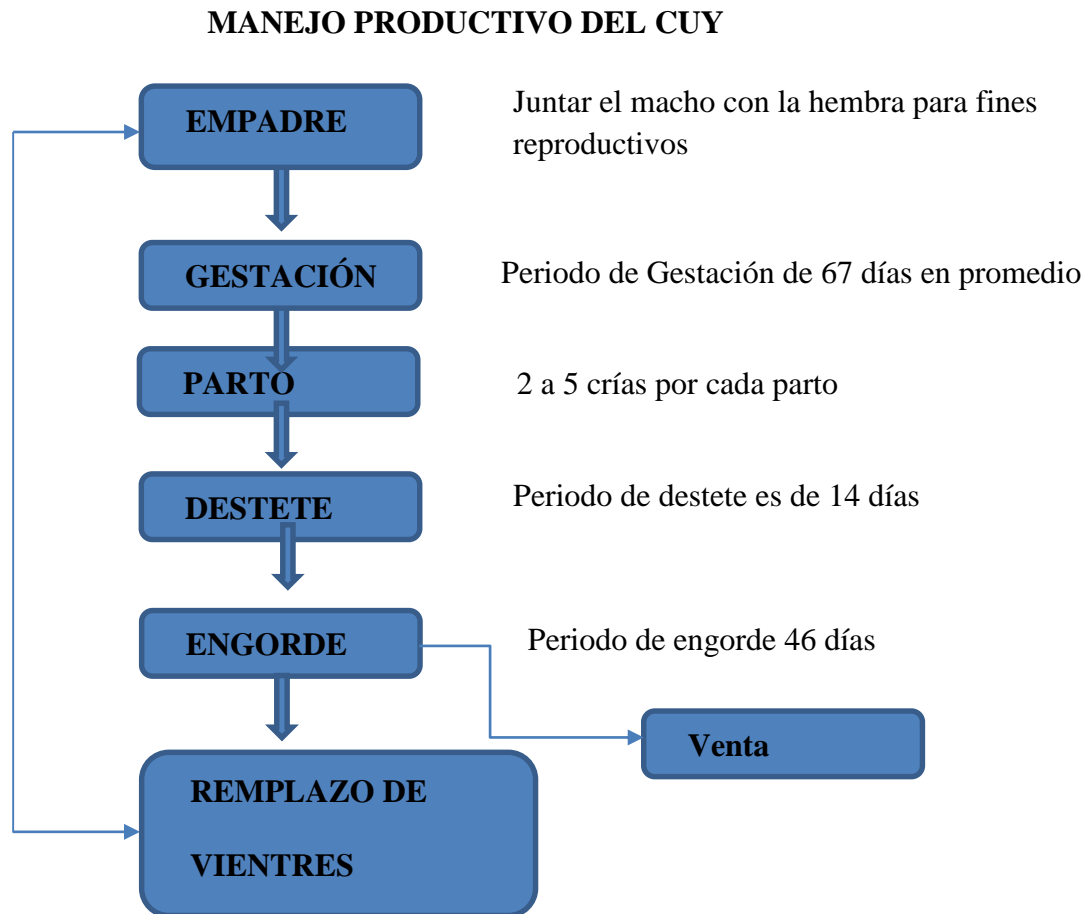 MANEJO PRODUCTIVO DEL CUY
EMPADRE
Juntar el macho con la hembra para fines
reproductivos
GESTACIÓN
Periodo de Gestación de 67 días en promedio
PARTO
2 a 5 crías por cada parto
DESTETE
Periodo de destete es de 14 días
ENGORDE
Periodo de engorde 46 días
Venta
REMPLAZO DE
VIENTRES